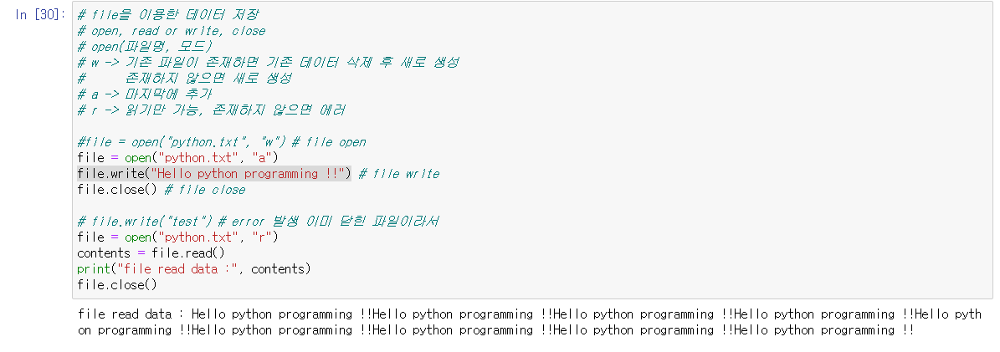 In [30]:
# file을 이용한 데이터 저장
# open, read or write, close
# open(파일명, 모드)
# w -> 기존 파일이 존재하면 기존 데이터 삭제 후 새로 생성
#      존재하지 않으면 새로 생성
# a -> 마지막에 추가
# r -> 읽기만 가능, 존재하지 않으면 에러

#file = open("python.txt", "w") # file open
file = open("python.txt", "a")
file.write("Hello python programming !!") # file write
file.close() # file close

# file.write("test") # error 발생 이미 닫힌 파일이라서
file = open("python.txt", "r")
contents = file.read()
print("file read data :", contents)
file.close()

file read data : Hello python programming !!Hello python programming !!Hello python programming !!Hello python programming !!Hello pyth
on programming !!Hello python programming !!Hello python programming !!Hello python programming !!Hello python programming !!